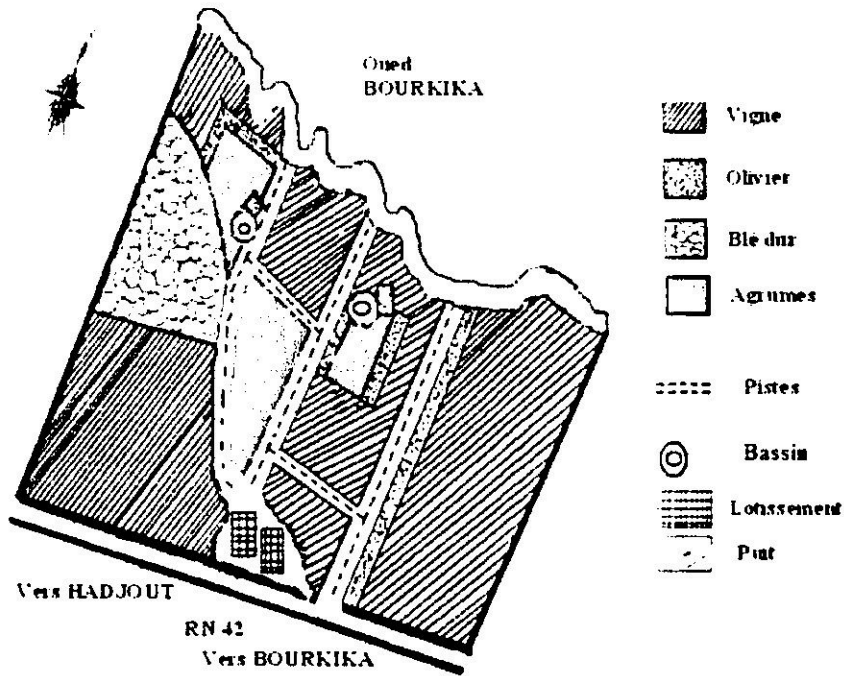 Oued
BOURKIKA
Vigne
Olivier
Blé dur
Agrumes
Pistes
Bassin
Lotissement
Puit
Vers HADJOUT
RN 42
Vers BOURKIKA